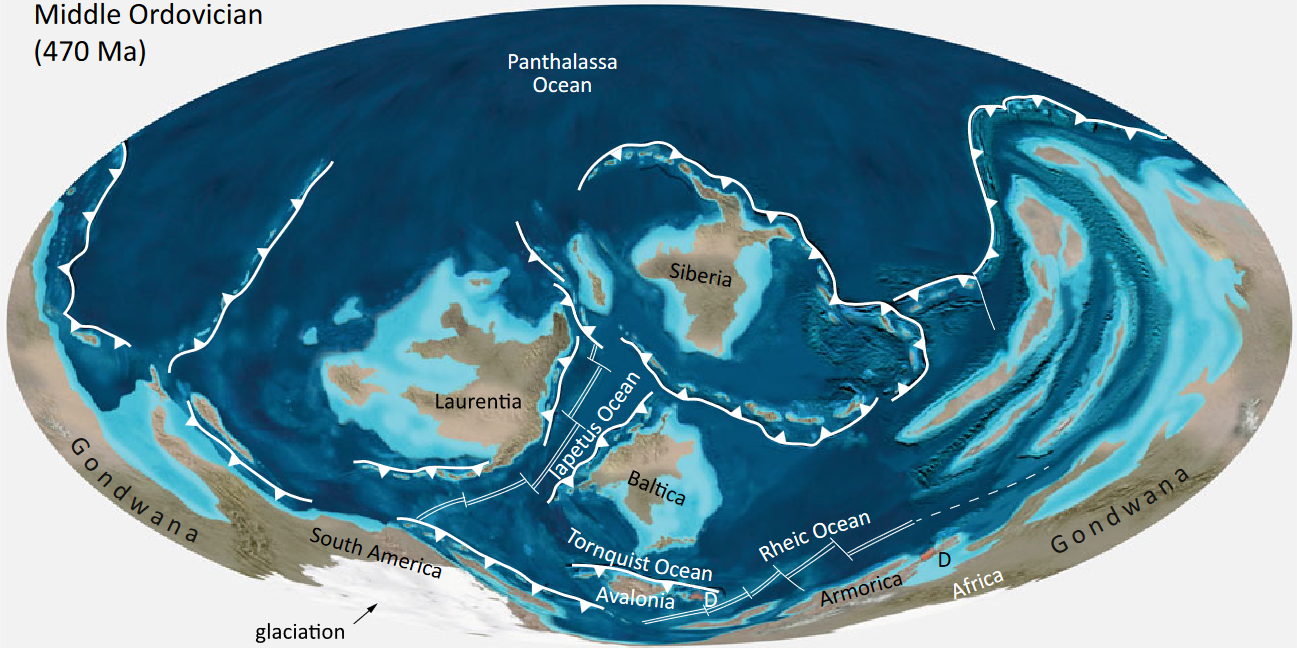 Middle Ordovician
(470 Ma)
Panthalassa
Ocean
Siberia
Laurentia
Iapetus Ocean
Baltica
Gondwana
Gondwana
South America
Tornquist Ocean
Rheic Ocean
Avalonia
D
Armorica
D
Africa
glaciation